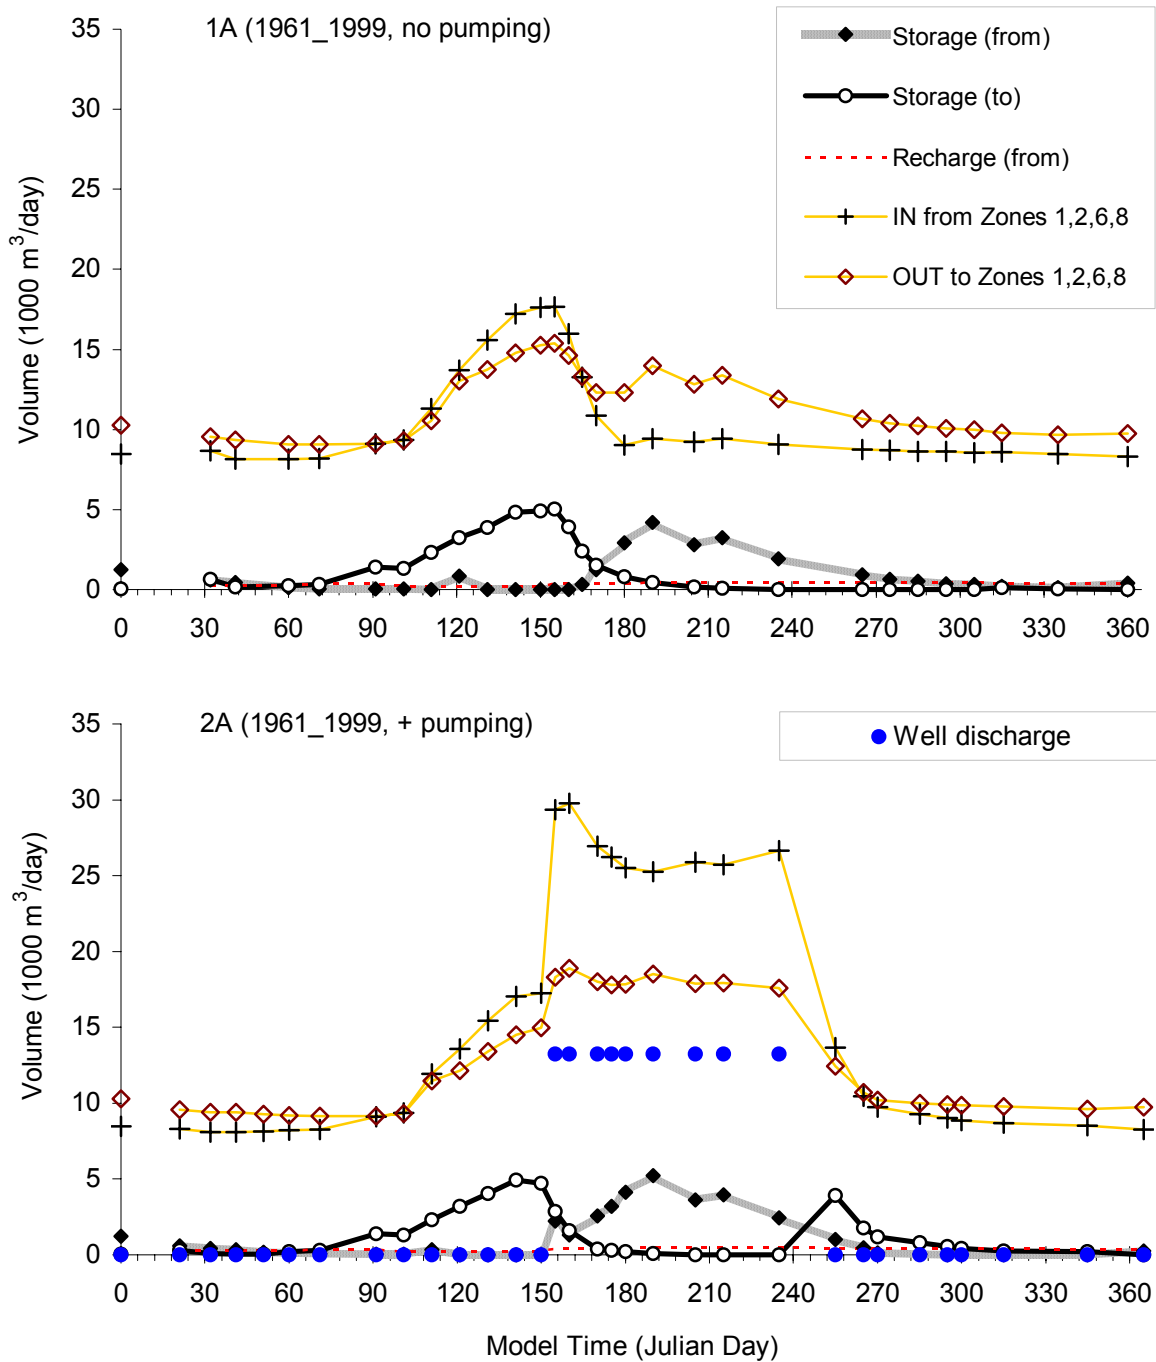 1A (1961_1999, no pumping)
Storage (from)
Storage (to)
Recharge (from)
IN from Zones 1,2,6,8
OUT to Zones 1,2,6,8
Volume (1000 m³/day)
35
30
25
20
15
10
5
0
0 30 60 90 120 150 180 210 240 270 300 330 360
2A (1961_1999, + pumping)
Well discharge
Volume (1000 m³/day)
35
30
25
20
15
10
5
0
0 30 60 90 120 150 180 210 240 270 300 330 360
Model Time (Julian Day)